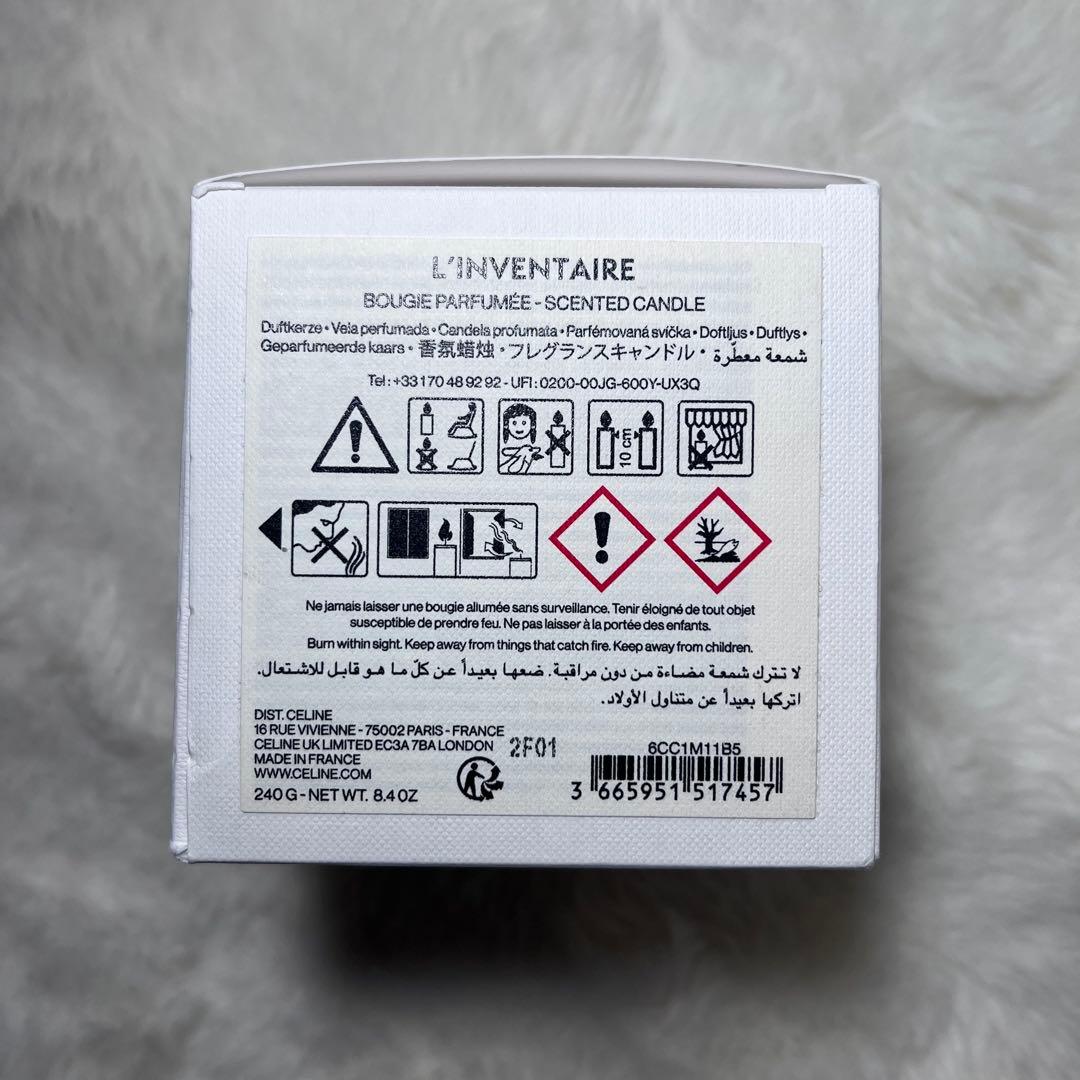 L'INVENTAIRE
BOUGIE PARFUMÉE - SCENTED CANDLE
Duftkerze • Vela perfumada • Candela profumata • Parfémovaná svíčka • Doftljus • Duftlys •
Geparfumeerde kaars • 香氛蜡烛 • フレグランスキャンドル • شمعة معطّرة
Tel : +33 1 70 48 92 92 - UFI : 0200-00JG-600Y-UX3Q
10 cm
Ne jamais laisser une bougie allumée sans surveillance. Tenir éloigné de tout objet
susceptible de prendre feu. Ne pas laisser à la portée des enfants.
Burn within sight. Keep away from things that catch fire. Keep away from children.
لا تترك شمعة مضاءة من دون مراقبة. ضعها بعيداً عن كلّ ما هو قابل للاشتعال.
اتركها بعيداً عن متناول الأولاد.
DIST. CELINE
16 RUE VIVIENNE - 75002 PARIS - FRANCE
CELINE UK LIMITED EC3A 7BA LONDON
MADE IN FRANCE
WWW.CELINE.COM
240 G - NET WT. 8.4 OZ
2F01
6CC1M11B5
3 665951 517457